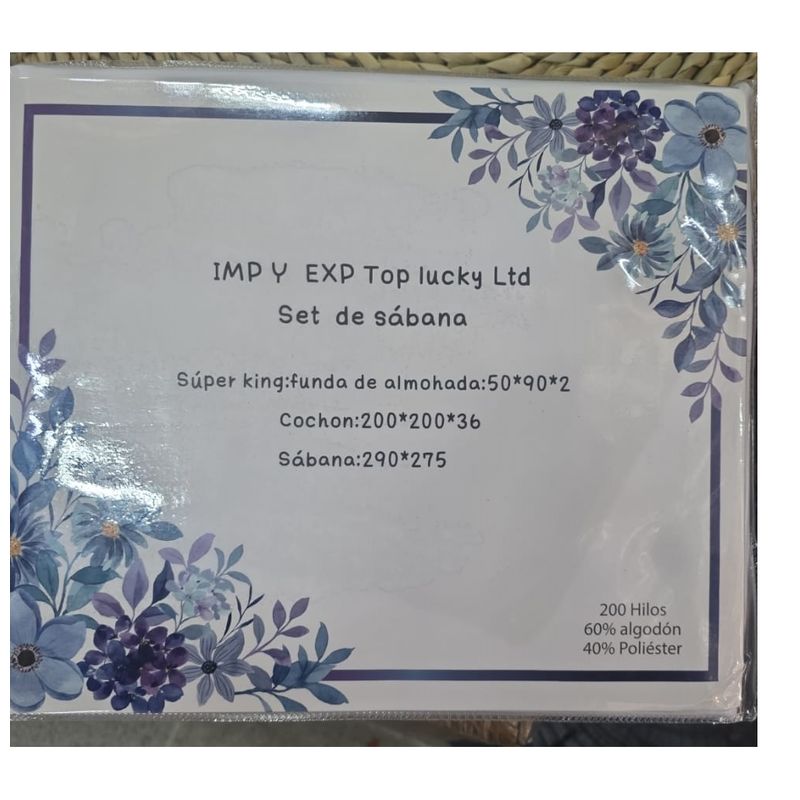 IMP Y EXP Top lucky Ltd
Set de sábana
Súper king:funda de almohada:50*90*2
Cochon:200*200*36
Sábana:290*275
200 Hilos
60% algodón
40% Poliéster